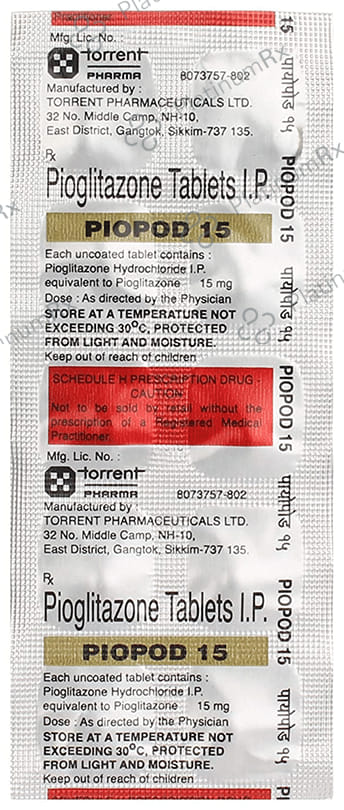 Mfg. Lic. No. :
torrent
PHARMA 8073757-802
Manufactured by :
TORRENT PHARMACEUTICALS LTD.
32 No. Middle Camp, NH-10,
East District, Gangtok, Sikkim-737 135.
Rx
Pioglitazone Tablets I.P.
PIOPOD 15
Each uncoated tablet contains :
Pioglitazone Hydrochloride I.P.
equivalent to Pioglitazone 15 mg
Dose : As directed by the Physician
STORE AT A TEMPERATURE NOT
EXCEEDING 30°C, PROTECTED
FROM LIGHT AND MOISTURE.
Keep out of reach of children
SCHEDULE H PRESCRIPTION DRUG -
CAUTION
Not to be sold by retail without the
prescription of a Registered Medical
Practitioner.
Mfg. Lic. No. :
torrent
PHARMA 8073757-802
Manufactured by :
TORRENT PHARMACEUTICALS LTD.
32 No. Middle Camp, NH-10,
East District, Gangtok, Sikkim-737 135.
Rx
Pioglitazone Tablets I.P.
PIOPOD 15
Each uncoated tablet contains :
Pioglitazone Hydrochloride I.P.
equivalent to Pioglitazone 15 mg
Dose : As directed by the Physician
STORE AT A TEMPERATURE NOT
EXCEEDING 30°C, PROTECTED
FROM LIGHT AND MOISTURE.
Keep out of reach of children
15 पायोपॉड १५ PIOPOD 15 पायोपॉड १५ PIOPOD 15 पायोपॉड १५ PIOPOD 15 पायोपॉड १५
PlatinumRx
PlatinumRx